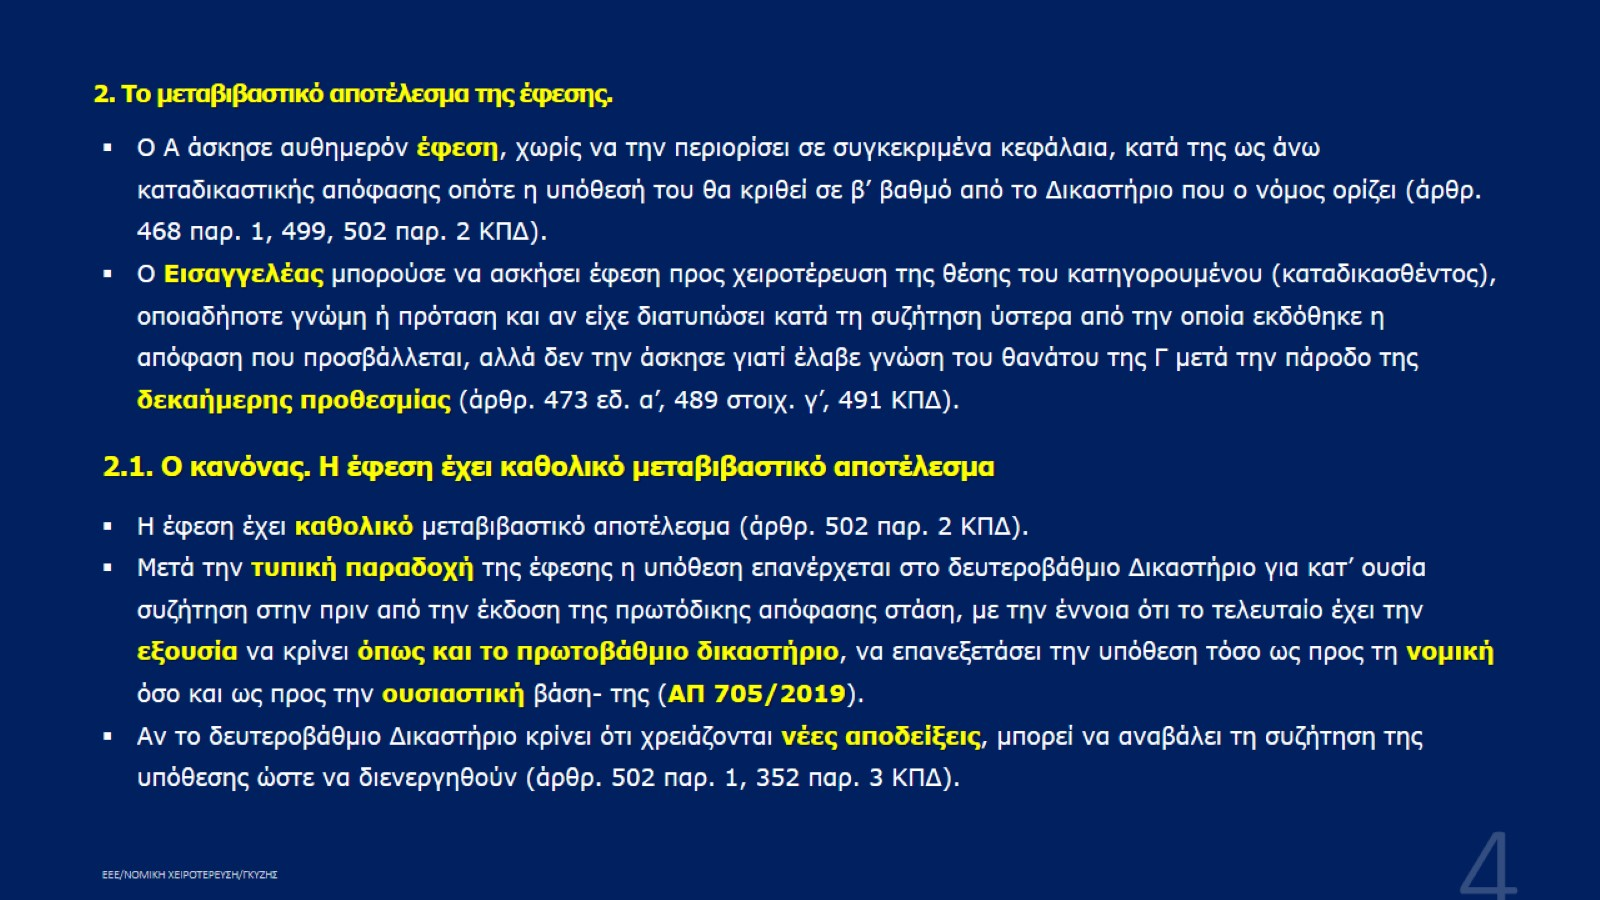 2. Το μεταβιβαστικό αποτέλεσμα της έφεσης.
▪ Ο Α άσκησε αυθημερόν έφεση, χωρίς να την περιορίσει σε συγκεκριμένα κεφάλαια, κατά της ως άνω
καταδικαστικής απόφασης οπότε η υπόθεσή του θα κριθεί σε β’ βαθμό από το Δικαστήριο που ο νόμος ορίζει (άρθρ.
468 παρ. 1, 499, 502 παρ. 2 ΚΠΔ).
▪ Ο Εισαγγελέας μπορούσε να ασκήσει έφεση προς χειροτέρευση της θέσης του κατηγορουμένου (καταδικασθέντος),
οποιαδήποτε γνώμη ή πρόταση και αν είχε διατυπώσει κατά τη συζήτηση ύστερα από την οποία εκδόθηκε η
απόφαση που προσβάλλεται, αλλά δεν την άσκησε γιατί έλαβε γνώση του θανάτου της Γ μετά την πάροδο της
δεκαήμερης προθεσμίας (άρθρ. 473 εδ. α’, 489 στοιχ. γ’, 491 ΚΠΔ).
2.1. Ο κανόνας. Η έφεση έχει καθολικό μεταβιβαστικό αποτέλεσμα
▪ Η έφεση έχει καθολικό μεταβιβαστικό αποτέλεσμα (άρθρ. 502 παρ. 2 ΚΠΔ).
▪ Μετά την τυπική παραδοχή της έφεσης η υπόθεση επανέρχεται στο δευτεροβάθμιο Δικαστήριο για κατ’ ουσία
συζήτηση στην πριν από την έκδοση της πρωτόδικης απόφασης στάση, με την έννοια ότι το τελευταίο έχει την
εξουσία να κρίνει όπως και το πρωτοβάθμιο δικαστήριο, να επανεξετάσει την υπόθεση τόσο ως προς τη νομική
όσο και ως προς την ουσιαστική βάση- της (ΑΠ 705/2019).
▪ Αν το δευτεροβάθμιο Δικαστήριο κρίνει ότι χρειάζονται νέες αποδείξεις, μπορεί να αναβάλει τη συζήτηση της
υπόθεσης ώστε να διενεργηθούν (άρθρ. 502 παρ. 1, 352 παρ. 3 ΚΠΔ).
ΕΕΕ/ΝΟΜΙΚΗ ΧΕΙΡΟΤΕΡΕΥΣΗ/ΓΚΥΖΗΣ
4